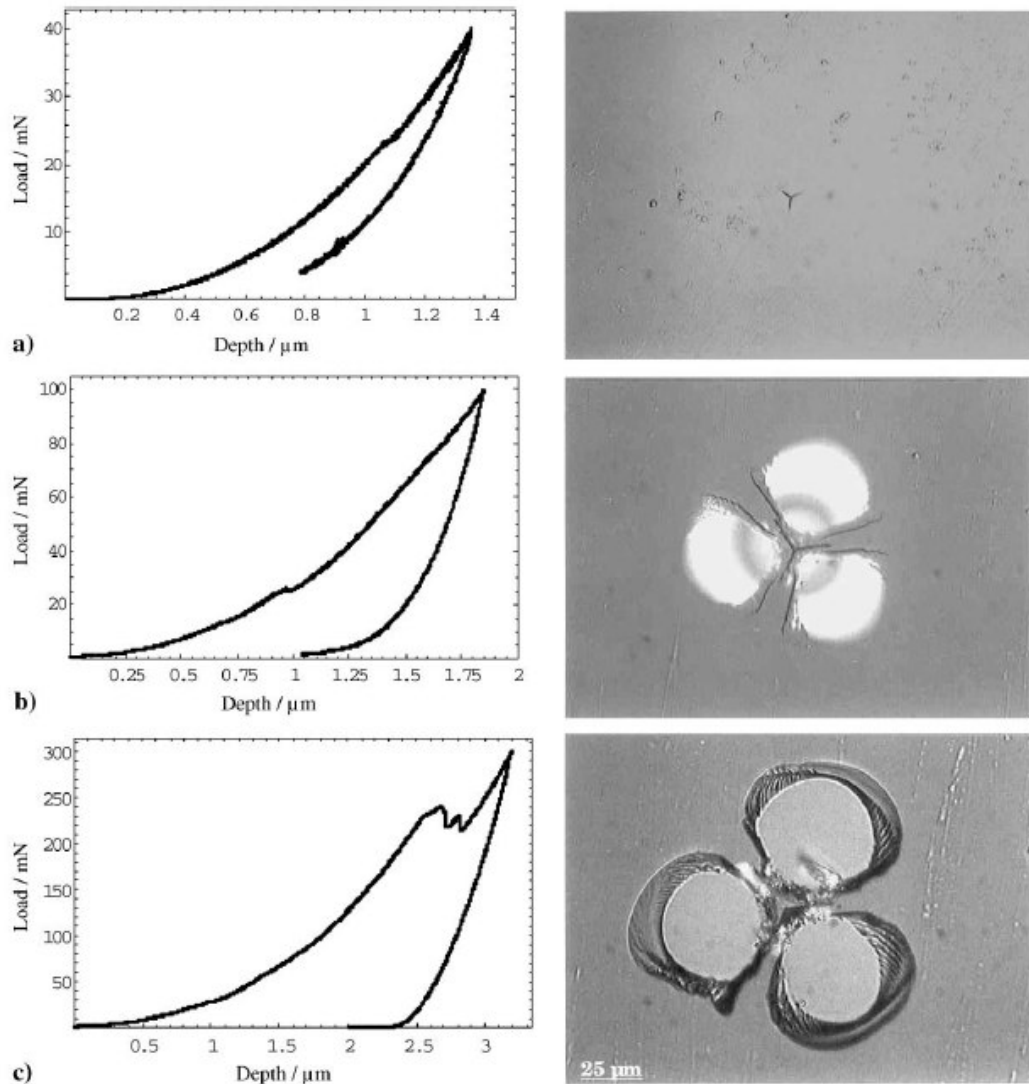 40
30
20
10
Load / mN
0.2 0.4 0.6 0.8 1 1.2 1.4
a)
Depth / µm
100
80
60
40
20
Load / mN
0.25 0.5 0.75 1 1.25 1.5 1.75 2
b)
Depth / µm
300
250
200
150
100
50
Load / mN
0.5 1 1.5 2 2.5 3
c)
Depth / µm
25 µm